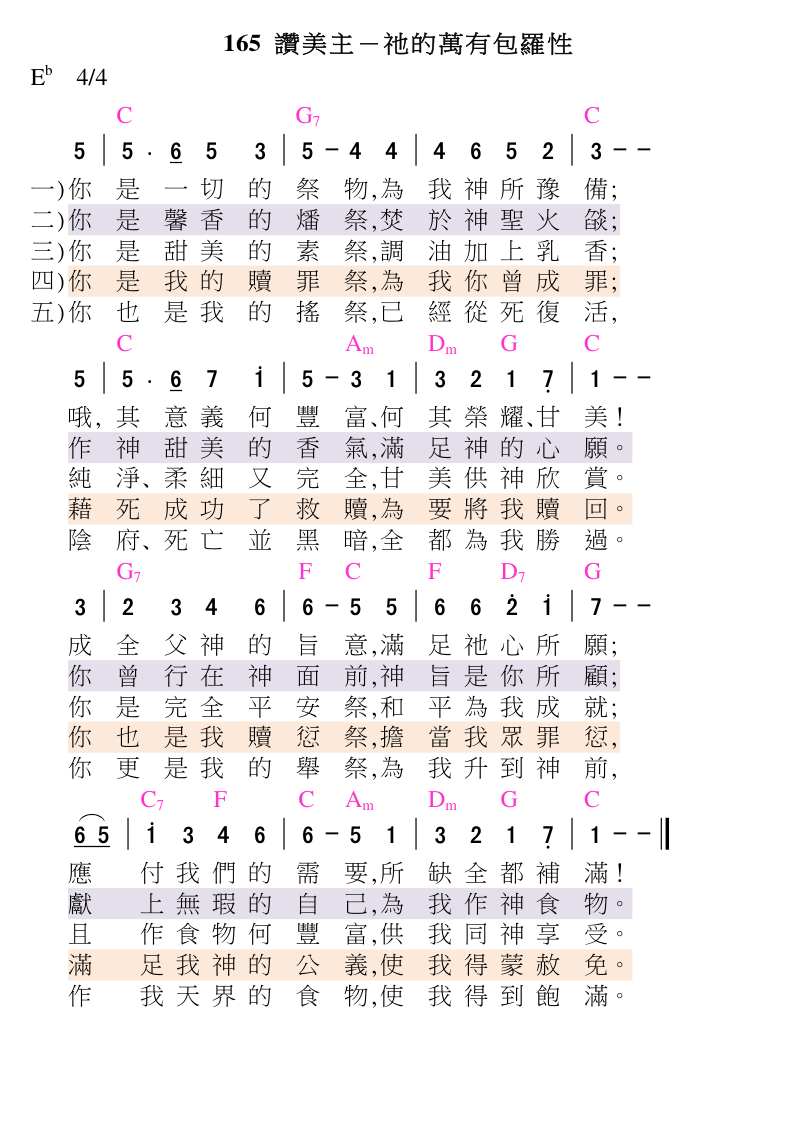 165 讚美主－祂的萬有包羅性
E♭ 4/4
C G7 C
5 | 5 · 6 5 3 | 5 – 4 4 | 4 6 5 2 | 3 – –
一)你 是 一 切 的 祭 物,為 我 神 所 豫 備;
二)你 是 馨 香 的 燔 祭,焚 於 神 聖 火 燄;
三)你 是 甜 美 的 素 祭,調 油 加 上 乳 香;
四)你 是 我 的 贖 罪 祭,為 我 你 曾 成 罪;
五)你 也 是 我 的 搖 祭,已 經 從 死 復 活,
C Am Dm G C
5 | 5 · 6 7 i | 5 – 3 1 | 3 2 1 7̣ | 1 – –
哦, 其 意 義 何 豐 富、何 其 榮 耀、甘 美!
作 神 甜 美 的 香 氣,滿 足 神 的 心 願。
純 淨、柔 細 又 完 全,甘 美 供 神 欣 賞。
藉 死 成 功 了 救 贖,為 要 將 我 贖 回。
陰 府、死 亡 並 黑 暗,全 都 為 我 勝 過。
G7 F C F D7 G
3 | 2 3 4 6 | 6 – 5 5 | 6 6 2̇ i | 7 – –
成 全 父 神 的 旨 意,滿 足 祂 心 所 願;
你 曾 行 在 神 面 前,神 旨 是 你 所 顧;
你 是 完 全 平 安 祭,和 平 為 我 成 就;
你 也 是 我 贖 愆 祭,擔 當 我 眾 罪 愆,
你 更 是 我 的 舉 祭,為 我 升 到 神 前,
C7 F C Am Dm G C
6 5 | i 3 4 6 | 6 – 5 1 | 3 2 1 7̣ | 1 – – ‖
應 付 我 們 的 需 要,所 缺 全 都 補 滿!
獻 上 無 瑕 的 自 己,為 我 作 神 食 物。
且 作 食 物 何 豐 富,供 我 同 神 享 受。
滿 足 我 神 的 公 義,使 我 得 蒙 赦 免。
作 我 天 界 的 食 物,使 我 得 到 飽 滿。